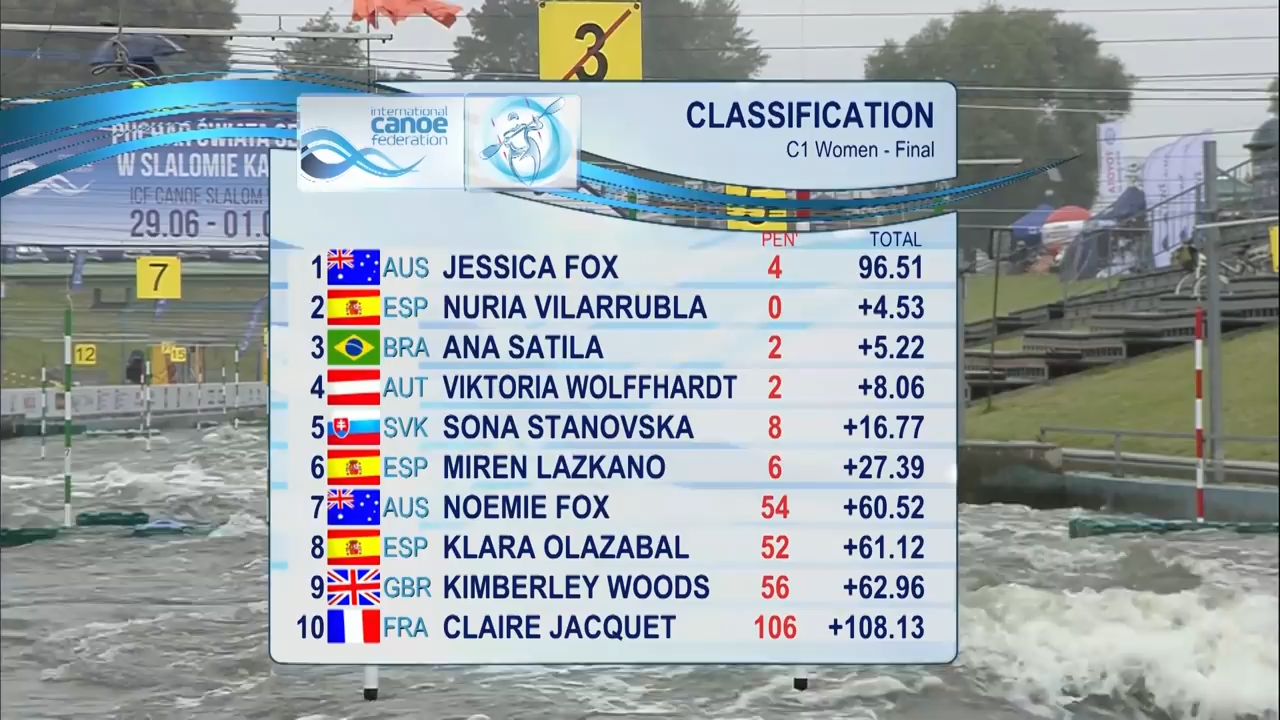 3
international
canoe
federation
CLASSIFICATION
C1 Women - Final
W SLALOMIE KA
ICF CANOE SLALOM
29.06 - 01.0
7
12
15
PEN' TOTAL
1 AUS JESSICA FOX 4 96.51
2 ESP NURIA VILARRUBLA 0 +4.53
3 BRA ANA SATILA 2 +5.22
4 AUT VIKTORIA WOLFFHARDT 2 +8.06
5 SVK SONA STANOVSKA 8 +16.77
6 ESP MIREN LAZKANO 6 +27.39
7 AUS NOEMIE FOX 54 +60.52
8 ESP KLARA OLAZABAL 52 +61.12
9 GBR KIMBERLEY WOODS 56 +62.96
10 FRA CLAIRE JACQUET 106 +108.13